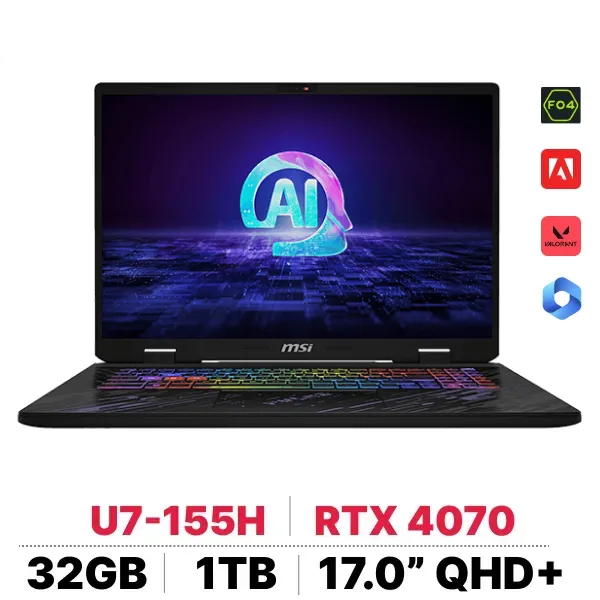 FO4
AI
VALORANT
msi
U7-155H RTX 4070
32GB 1TB 17.0” QHD+